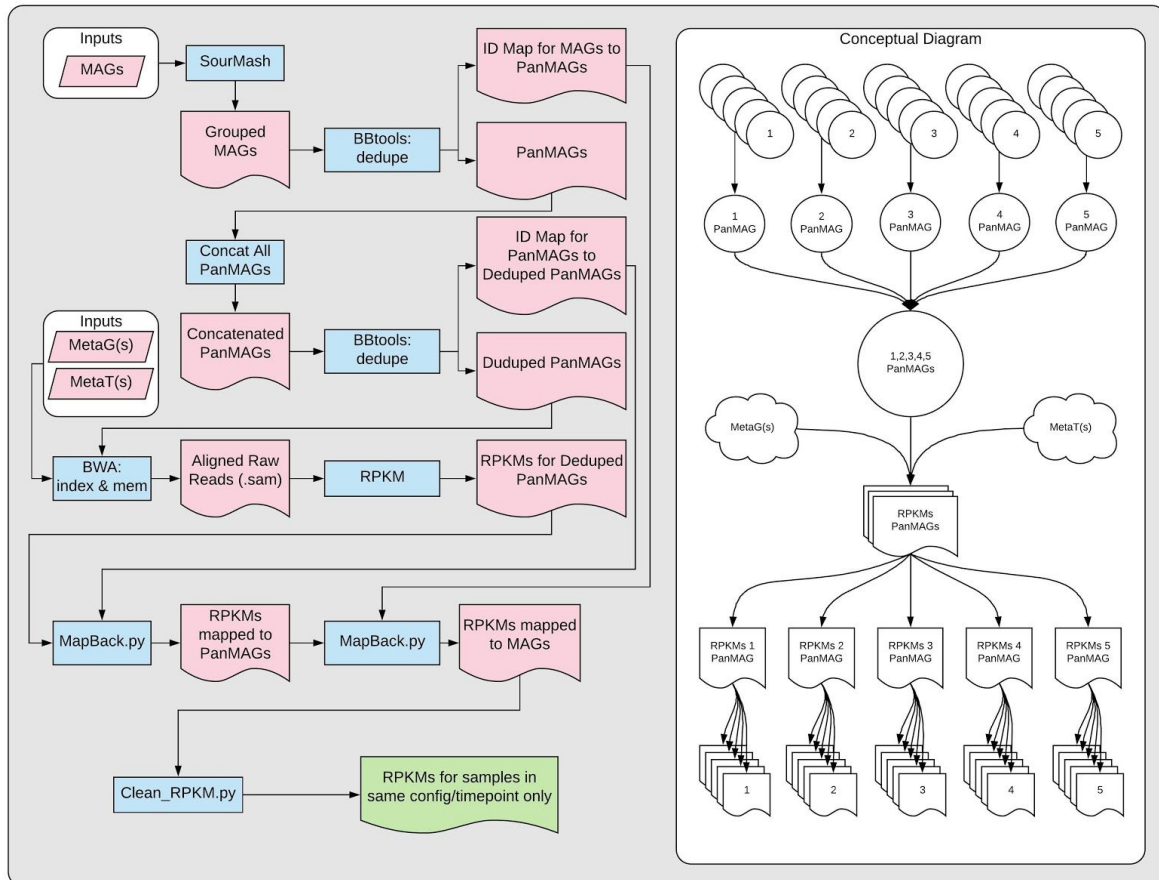 Inputs
MAGs
SourMash
ID Map for MAGs to
PanMAGs
Grouped
MAGs
BBtools:
dedupe
PanMAGs
Concat All
PanMAGs
ID Map for
PanMAGs to
Deduped PanMAGs
Inputs
MetaG(s)
MetaT(s)
Concatenated
PanMAGs
BBtools:
dedupe
Duduped PanMAGs
BWA:
index & mem
Aligned Raw
Reads (.sam)
RPKM
RPKMs for Deduped
PanMAGs
MapBack.py
RPKMs
mapped to
PanMAGs
MapBack.py
RPKMs mapped
to MAGs
Clean_RPKM.py
RPKMs for samples in
same config/timepoint only
Conceptual Diagram
1
2
3
4
5
1
PanMAG
2
PanMAG
3
PanMAG
4
PanMAG
5
PanMAG
1,2,3,4,5
PanMAGs
MetaG(s)
MetaT(s)
RPKMs
PanMAGs
RPKMs 1
PanMAG
RPKMs 2
PanMAG
RPKMs 3
PanMAG
RPKMs 4
PanMAG
RPKMs 5
PanMAG
1
2
3
4
5